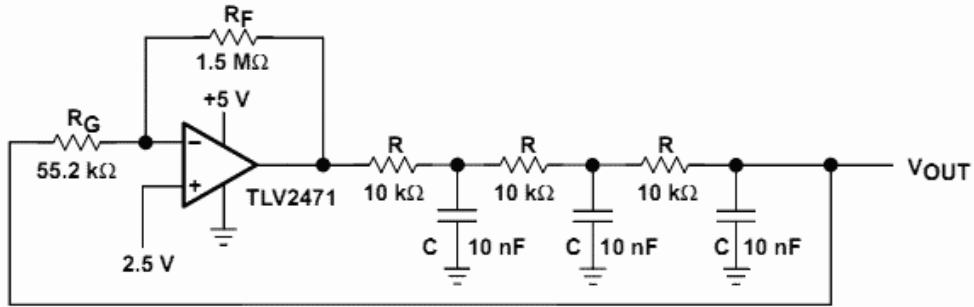 R_F
1.5 MΩ
+5 V
R_G
55.2 kΩ
−
+
TLV2471
2.5 V
R
10 kΩ
R
10 kΩ
R
10 kΩ
V_OUT
C 10 nF
C 10 nF
C 10 nF